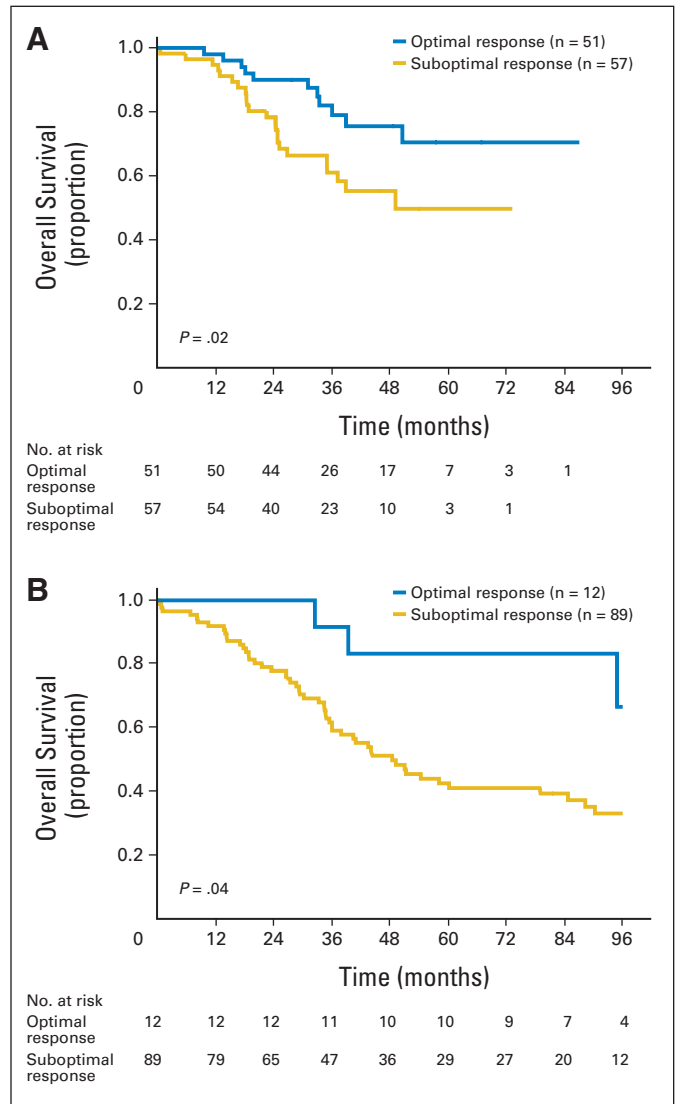 A
Optimal response (n = 51)
Suboptimal response (n = 57)
Overall Survival
(proportion)
1.0
0.8
0.6
0.4
0.2
P = .02
0 12 24 36 48 60 72 84 96
Time (months)
No. at risk
Optimal response 51 50 44 26 17 7 3 1
Suboptimal response 57 54 40 23 10 3 1
B
Optimal response (n = 12)
Suboptimal response (n = 89)
Overall Survival
(proportion)
1.0
0.8
0.6
0.4
0.2
P = .04
0 12 24 36 48 60 72 84 96
Time (months)
No. at risk
Optimal response 12 12 12 11 10 10 9 7 4
Suboptimal response 89 79 65 47 36 29 27 20 12